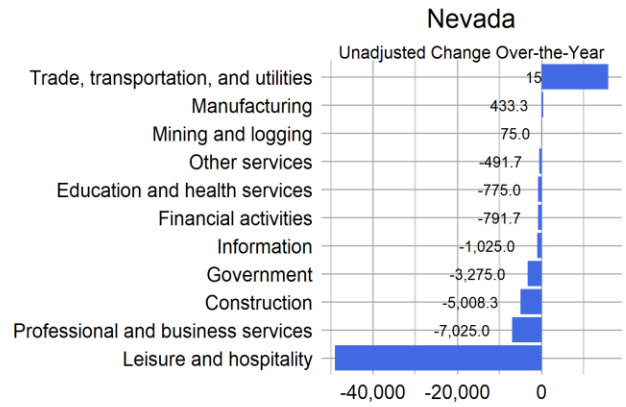 Nevada
Unadjusted Change Over-the-Year
Trade, transportation, and utilities 15
Manufacturing 433.3
Mining and logging 75.0
Other services -491.7
Education and health services -775.0
Financial activities -791.7
Information -1,025.0
Government -3,275.0
Construction -5,008.3
Professional and business services -7,025.0
Leisure and hospitality
-40,000 -20,000 0